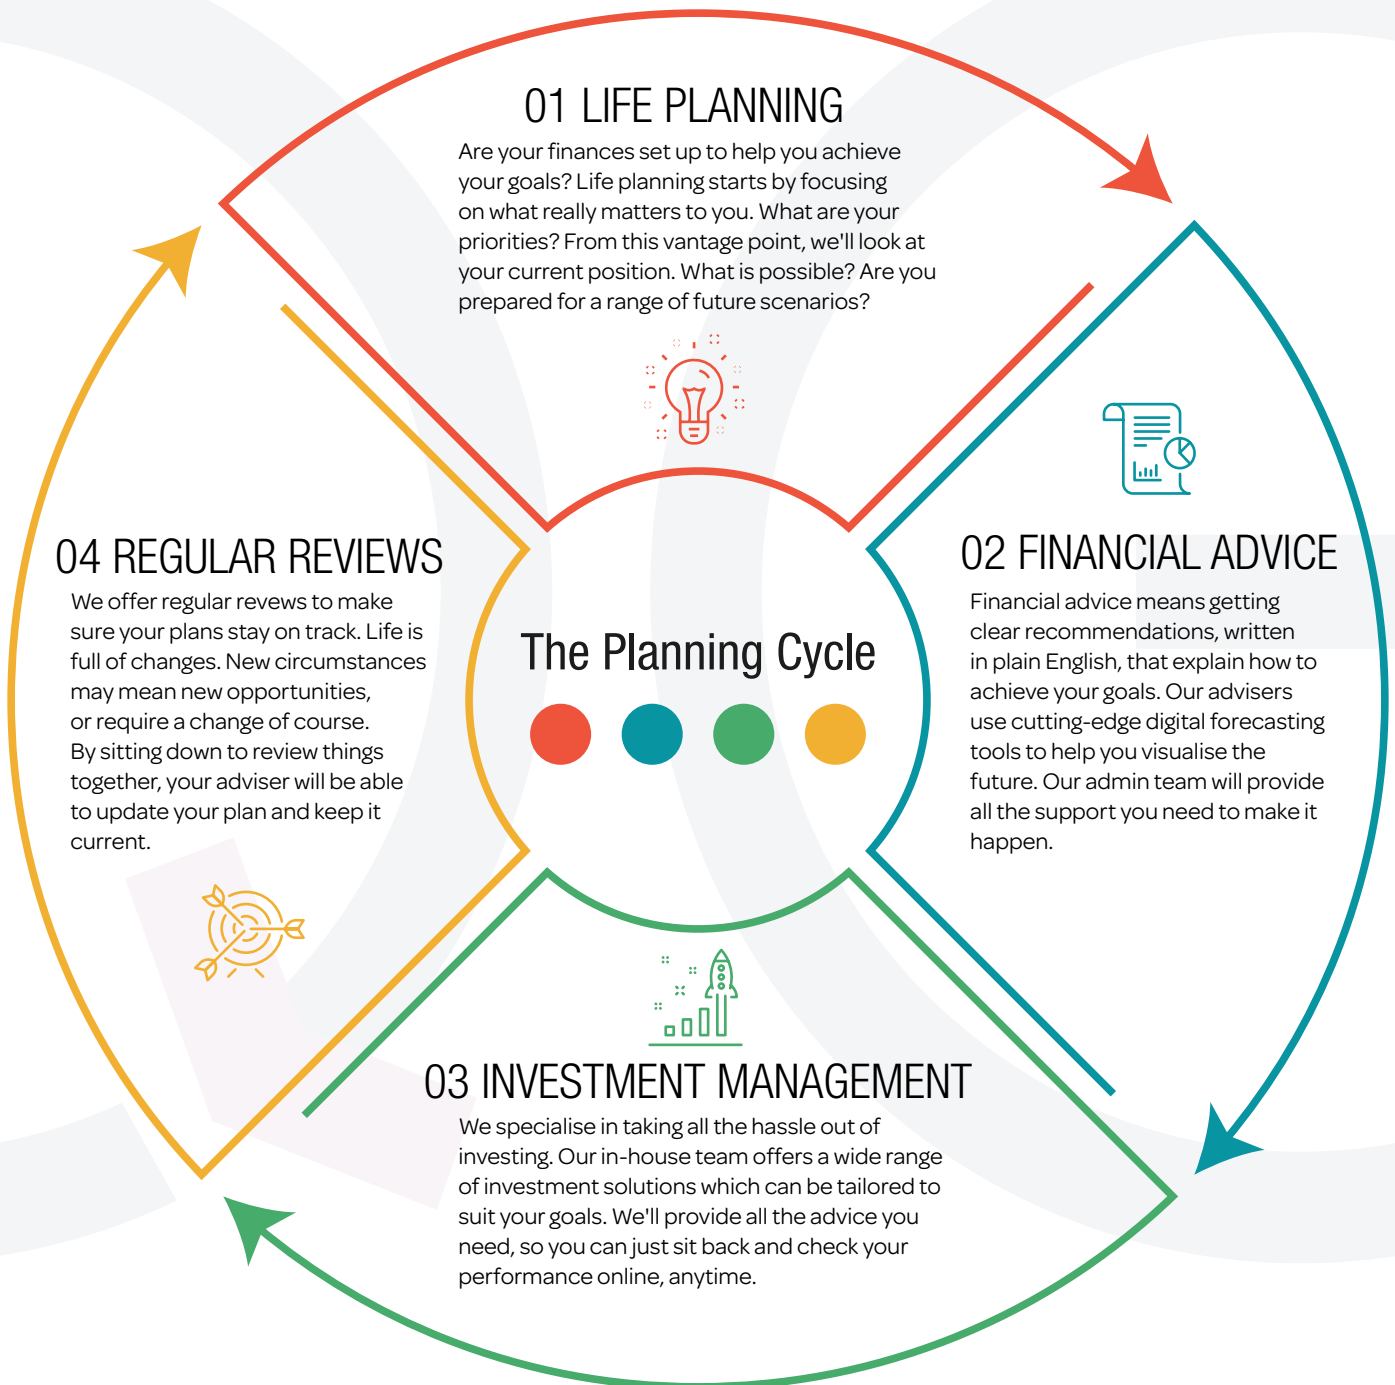 01 LIFE PLANNING
Are your finances set up to help you achieve
your goals? Life planning starts by focusing
on what really matters to you. What are your
priorities? From this vantage point, we'll look at
your current position. What is possible? Are you
prepared for a range of future scenarios?
02 FINANCIAL ADVICE
Financial advice means getting
clear recommendations, written
in plain English, that explain how to
achieve your goals. Our advisers
use cutting-edge digital forecasting
tools to help you visualise the
future. Our admin team will provide
all the support you need to make it
happen.
The Planning Cycle
03 INVESTMENT MANAGEMENT
We specialise in taking all the hassle out of
investing. Our in-house team offers a wide range
of investment solutions which can be tailored to
suit your goals. We'll provide all the advice you
need, so you can just sit back and check your
performance online, anytime.
04 REGULAR REVIEWS
We offer regular revews to make
sure your plans stay on track. Life is
full of changes. New circumstances
may mean new opportunities,
or require a change of course.
By sitting down to review things
together, your adviser will be able
to update your plan and keep it
current.